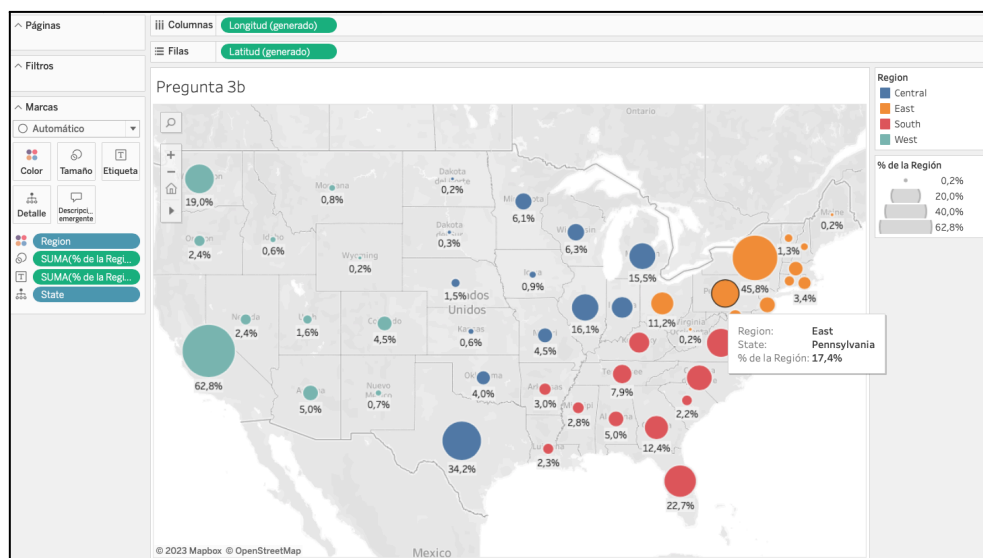 Páginas
Columnas
Longitud (generado)
Filas
Latitud (generado)
Filtros
Marcas
Automático
Color
Tamaño
Etiqueta
Detalle
Descripci...
emergente
Region
SUMA(% de la Regi...
SUMA(% de la Regi...
State
Pregunta 3b
Ontario
19,0%
Montana
0,8%
Dakota
del Norte
0,2%
6,1%
Maine
0,2%
2,4%
Idaho
0,6%
Wyoming
0,2%
Dakota
0,3%
6,3%
15,5%
1,3%
45,8%
3,4%
Iowa
0,9%
1,5%
Unidos
2,4%
1,6%
4,5%
Kansas
0,6%
4,5%
16,1%
11,2%
Virginia
0,2%
62,8%
5,0%
Nuevo
0,7%
4,0%
3,0%
7,9%
2,2%
2,8%
5,0%
12,4%
34,2%
2,3%
22,7%
Mexico
Region: East
State: Pennsylvania
% de la Región: 17,4%
© 2023 Mapbox © OpenStreetMap
Region
Central
East
South
West
% de la Región
0,2%
20,0%
40,0%
62,8%